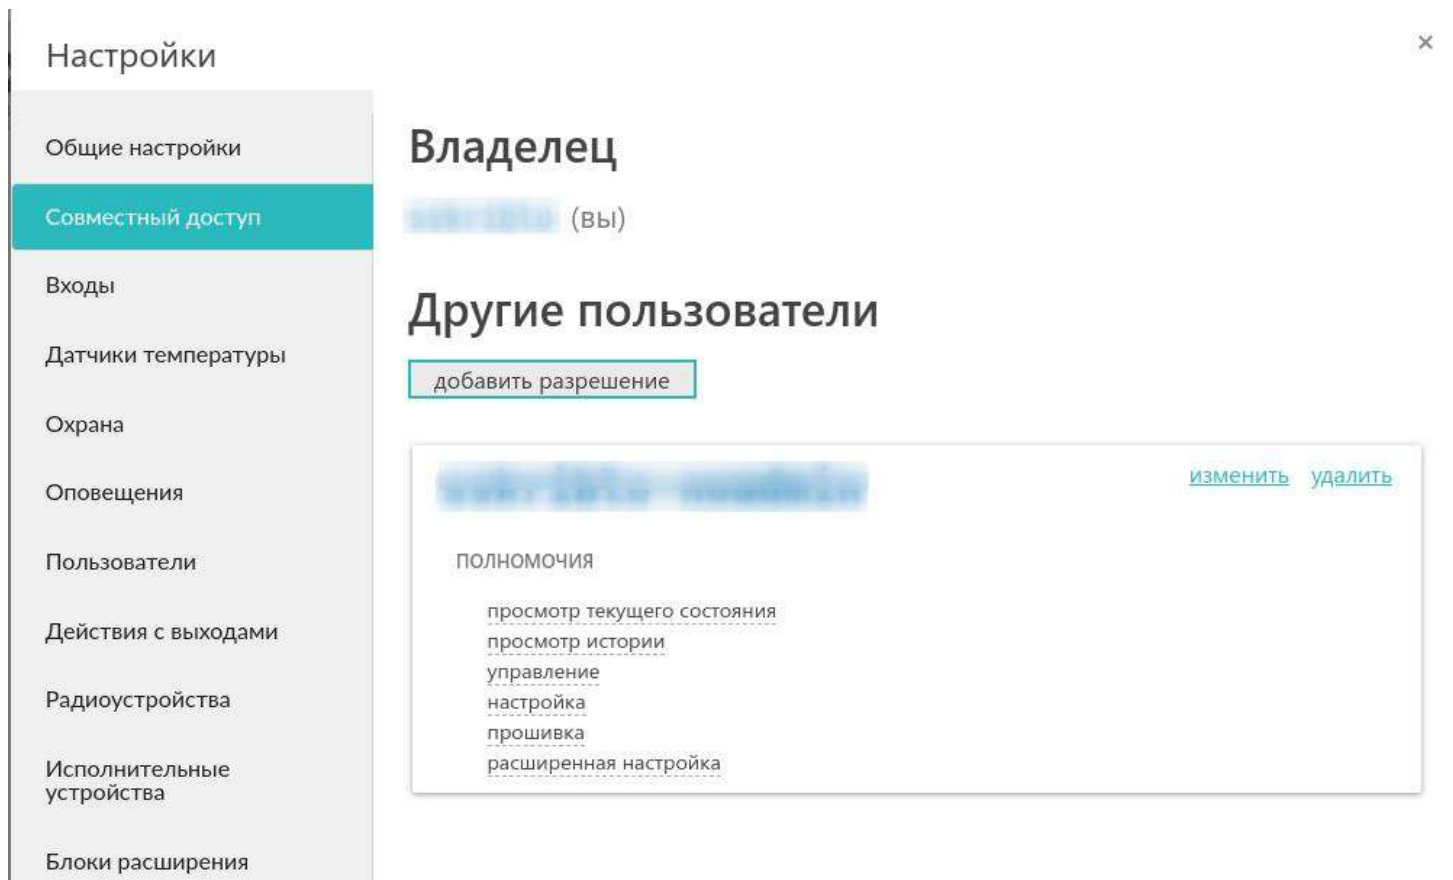 Настройки
×
Общие настройки
Совместный доступ
Входы
Датчики температуры
Охрана
Оповещения
Пользователи
Действия с выходами
Радиоустройства
Исполнительные
устройства
Блоки расширения
Владелец
(вы)
Другие пользователи
добавить разрешение
изменить удалить
ПОЛНОМОЧИЯ
просмотр текущего состояния
просмотр истории
управление
настройка
прошивка
расширенная настройка